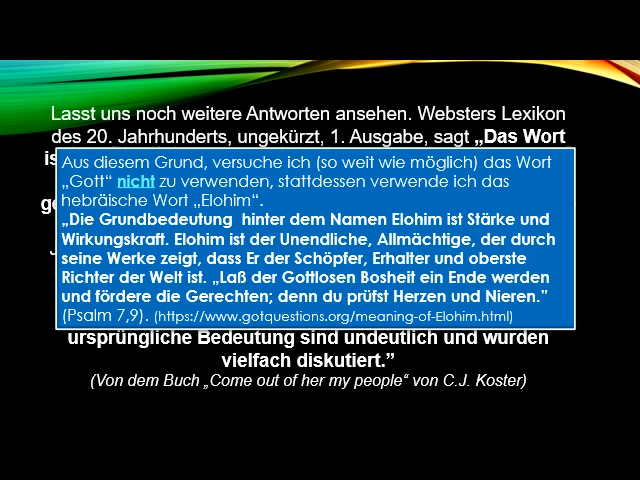 Lasst uns noch weitere Antworten ansehen. Websters Lexikon
des 20. Jahrhunderts, ungekürzt, 1. Ausgabe, sagt „Das Wort
Aus diesem Grund, versuche ich (so weit wie möglich) das Wort
„Gott“ nicht zu verwenden, stattdessen verwende ich das
hebräische Wort „Elohim“.
„Die Grundbedeutung hinter dem Namen Elohim ist Stärke und
Wirkungskraft. Elohim ist der Unendliche, Allmächtige, der durch
seine Werke zeigt, dass Er der Schöpfer, Erhalter und oberste
Richter der Welt ist. „Laß der Gottlosen Bosheit ein Ende werden
und fördere die Gerechten; denn du prüfst Herzen und Nieren.”
(Psalm 7,9). (https://www.gotquestions.org/meaning-of-Elohim.html)
ursprüngliche Bedeutung sind undeutlich und wurden
vielfach diskutiert.”
(Von dem Buch „Come out of her my people“ von C.J. Koster)